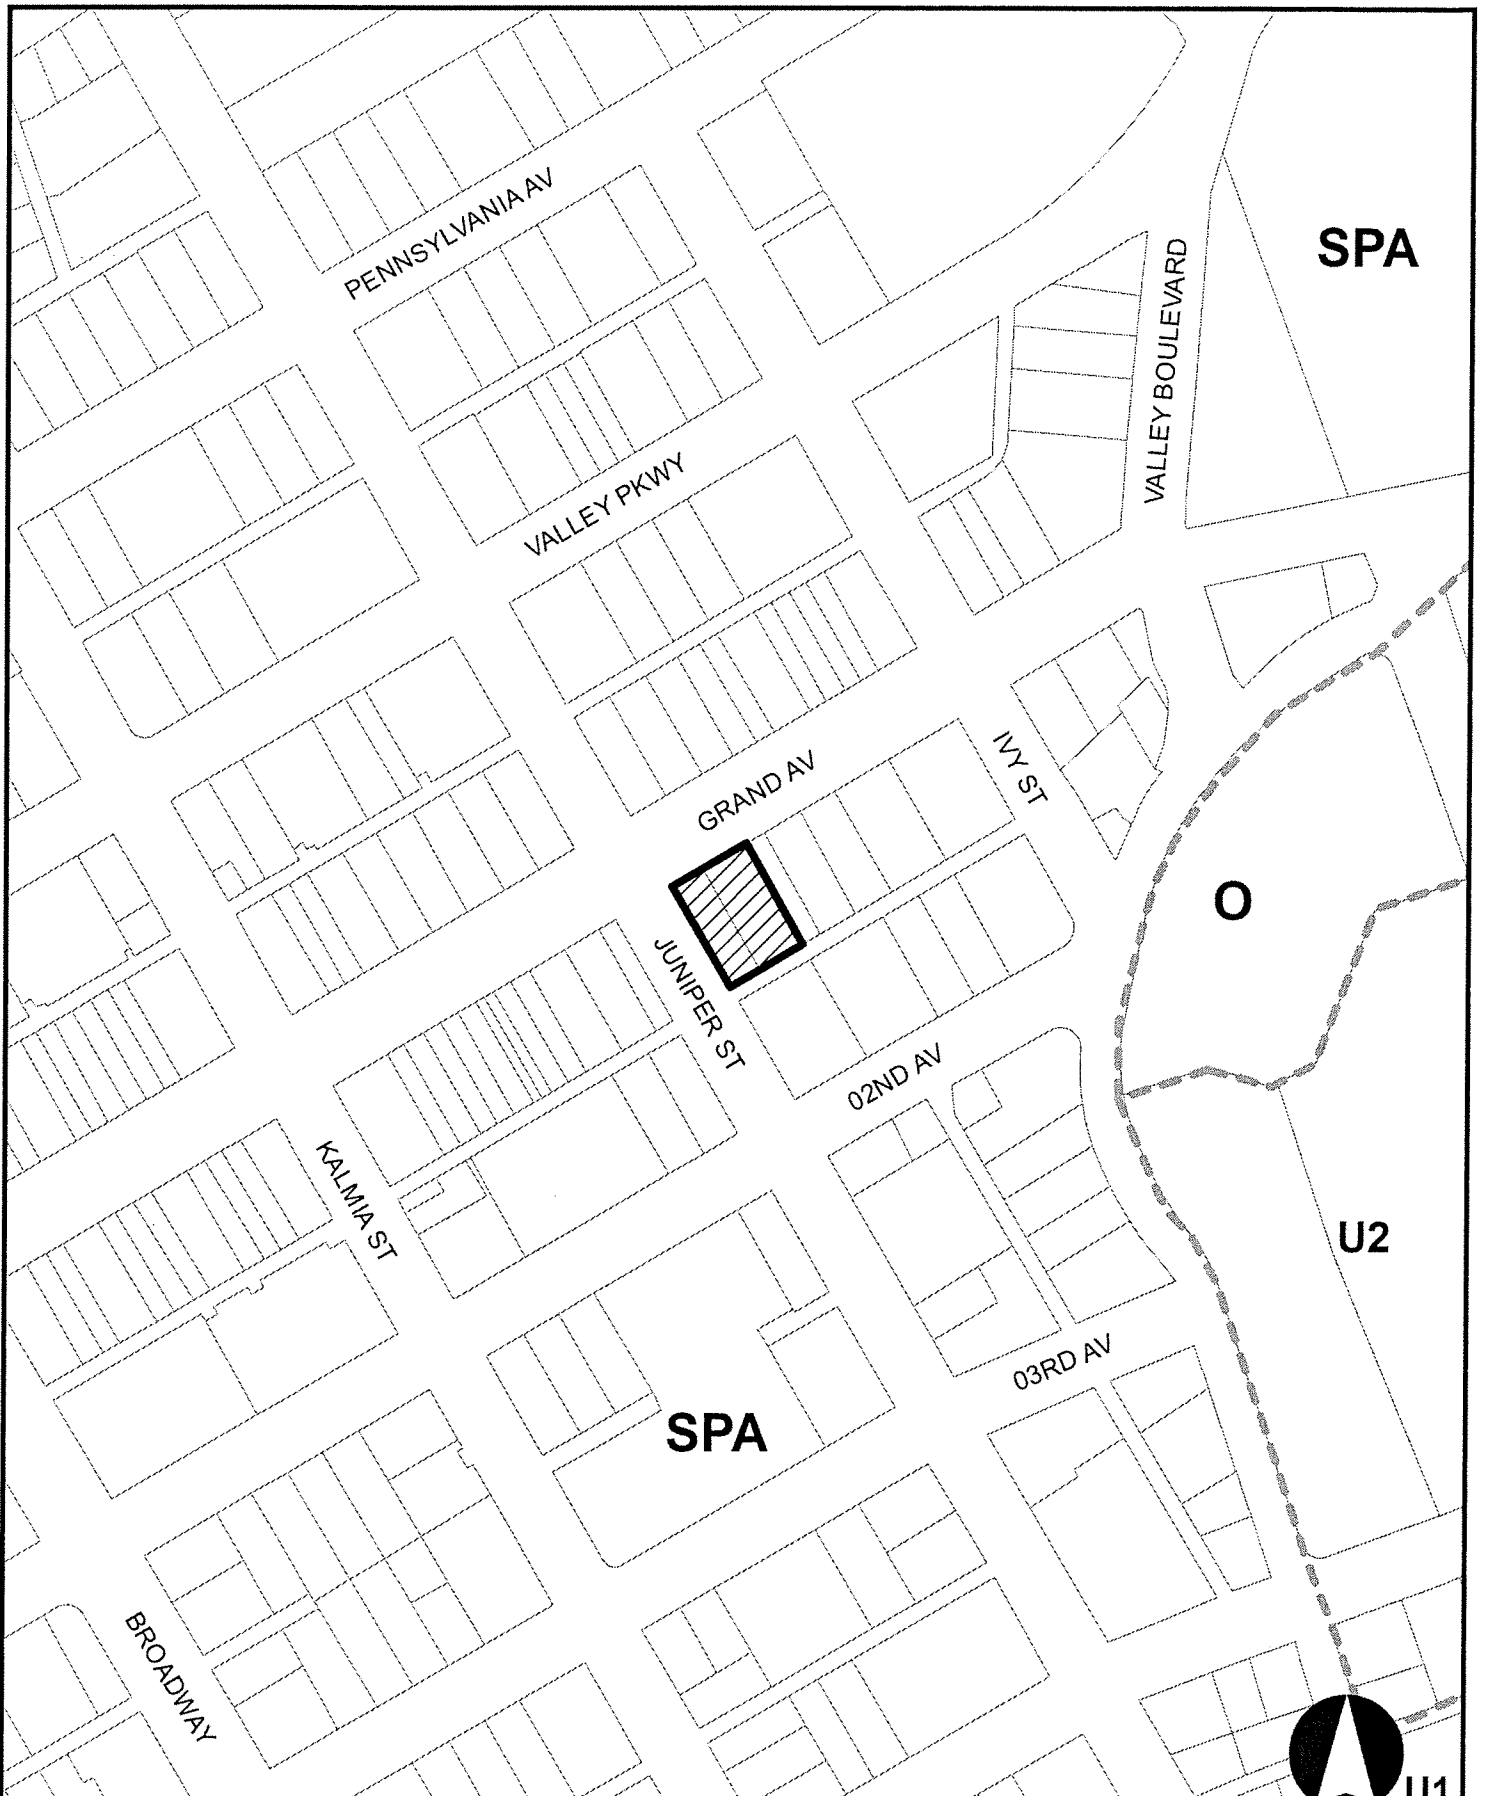 PENNSYLVANIA AV
SPA
VALLEY BOULEVARD
VALLEY PKWY
GRAND AV
IVY ST
O
JUNIPER ST
02ND AV
KALMIA ST
U2
03RD AV
SPA
BROADWAY
U1